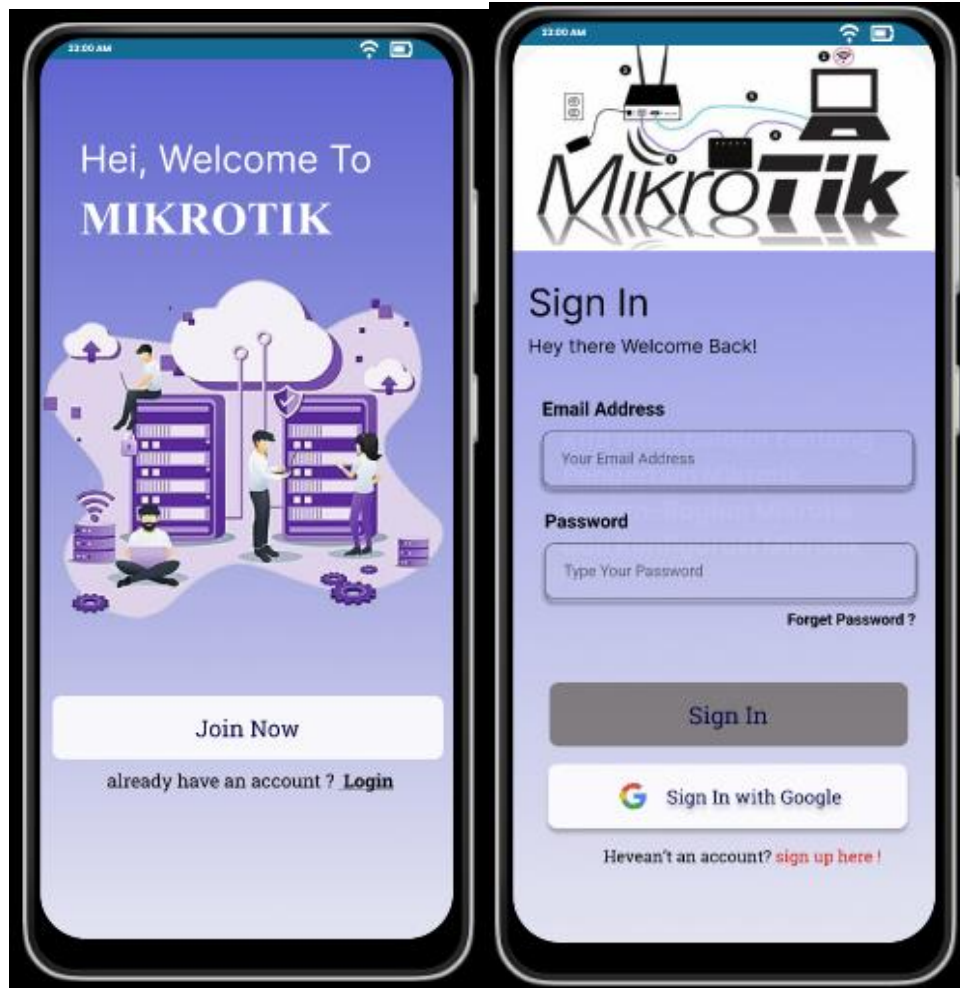 22:00 AM
Hei, Welcome To
MIKROTIK
Join Now
already have an account ? Login
22:00 AM
MikroTik
Sign In
Hey there Welcome Back!
Email Address
Your Email Address
Password
Type Your Password
Forget Password ?
Sign In
Sign In with Google
Hevean't an account? sign up here !